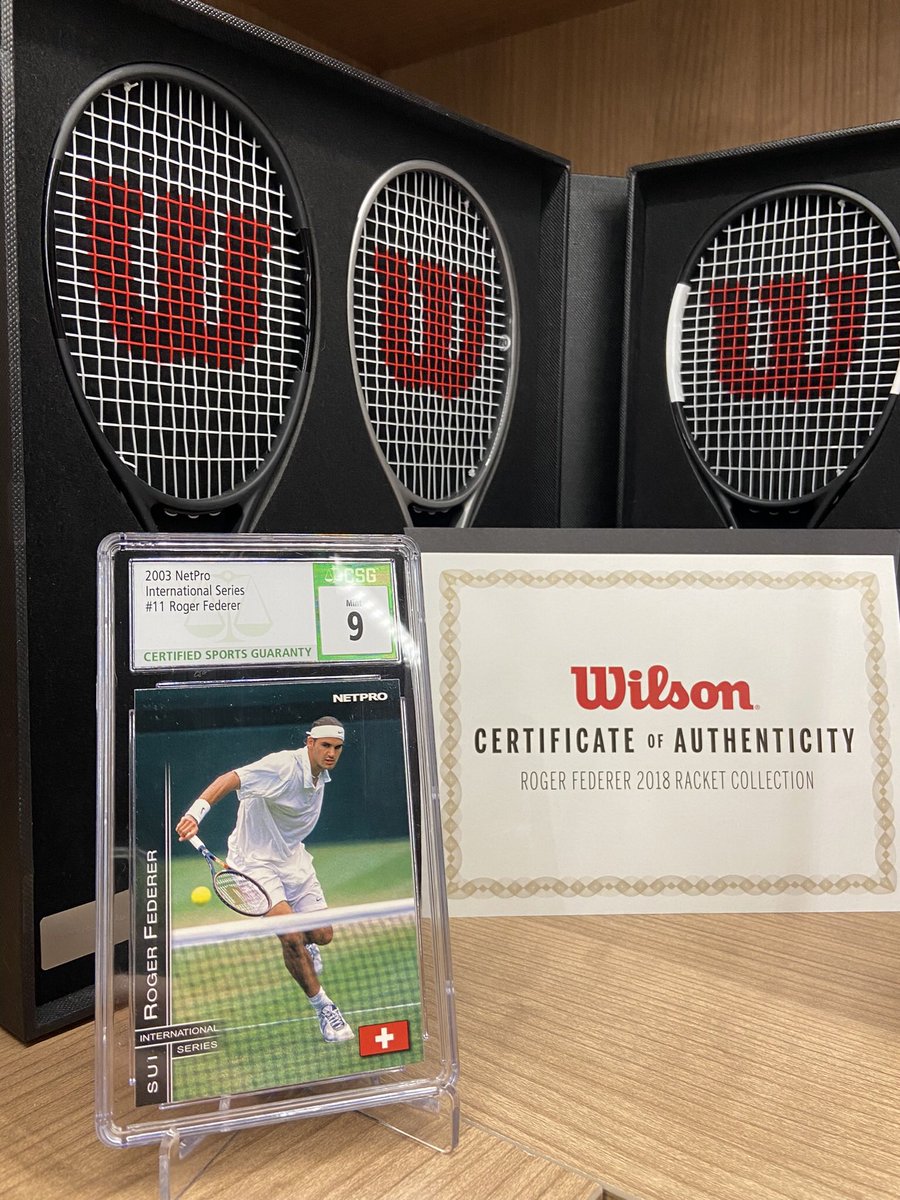 W
W
W
2003 NetPro
International Series
#11 Roger Federer
CSG
MINT
9
CERTIFIED SPORTS GUARANTY
NETPRO
SUI ROGER FEDERER
INTERNATIONAL
SERIES
Wilson
CERTIFICATE OF AUTHENTICITY
ROGER FEDERER 2018 RACKET COLLECTION